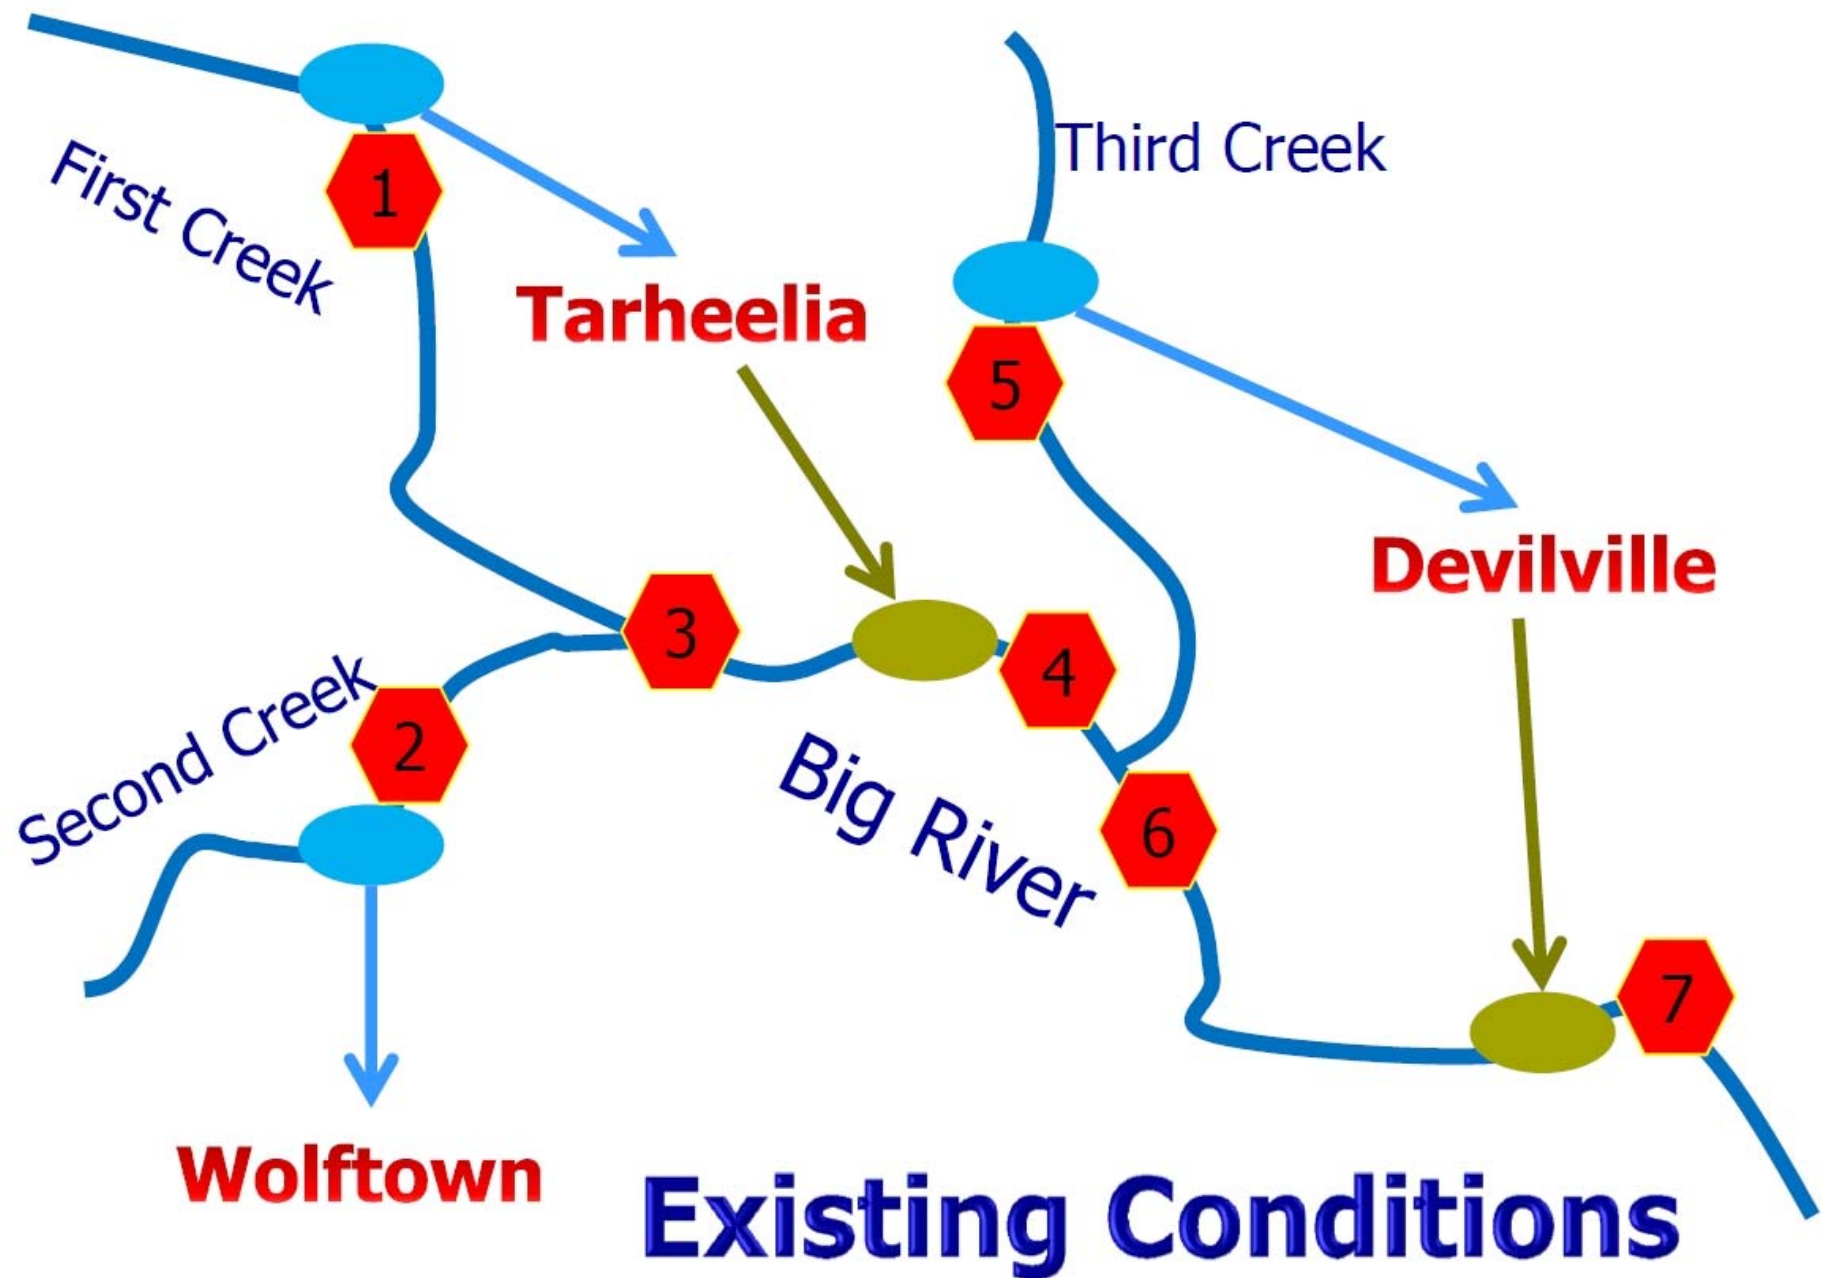 First Creek
1
Third Creek
Tarheelia
5
Devilville
3
4
Second Creek
2
Big River
6
7
Wolftown
Existing Conditions